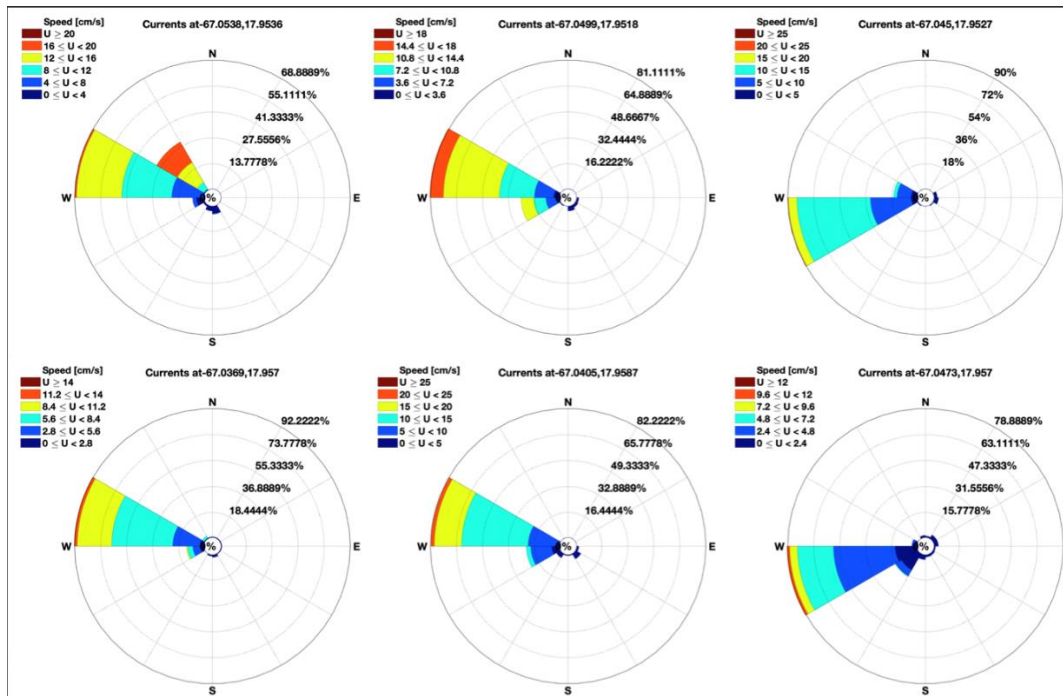 Speed [cm/s]
U ≥ 20
16 ≤ U < 20
12 ≤ U < 16
8 ≤ U < 12
4 ≤ U < 8
0 ≤ U < 4
Currents at-67.0538,17.9536
N
68.8889%
55.1111%
41.3333%
27.5556%
13.7778%
W
%
E
S
Speed [cm/s]
U ≥ 18
14.4 ≤ U < 18
10.8 ≤ U < 14.4
7.2 ≤ U < 10.8
3.6 ≤ U < 7.2
0 ≤ U < 3.6
Currents at-67.0499,17.9518
N
81.1111%
64.8889%
48.6667%
32.4444%
16.2222%
W
%
E
S
Speed [cm/s]
U ≥ 25
20 ≤ U < 25
15 ≤ U < 20
10 ≤ U < 15
5 ≤ U < 10
0 ≤ U < 5
Currents at-67.045,17.9527
N
90%
72%
54%
36%
18%
W
%
E
S
Speed [cm/s]
U ≥ 14
11.2 ≤ U < 14
8.4 ≤ U < 11.2
5.6 ≤ U < 8.4
2.8 ≤ U < 5.6
0 ≤ U < 2.8
Currents at-67.0369,17.957
N
92.2222%
73.7778%
55.3333%
36.8889%
18.4444%
W
%
E
S
Speed [cm/s]
U ≥ 25
20 ≤ U < 25
15 ≤ U < 20
10 ≤ U < 15
5 ≤ U < 10
0 ≤ U < 5
Currents at-67.0405,17.9587
N
82.2222%
65.7778%
49.3333%
32.8889%
16.4444%
W
%
E
S
Speed [cm/s]
U ≥ 12
9.6 ≤ U < 12
7.2 ≤ U < 9.6
4.8 ≤ U < 7.2
2.4 ≤ U < 4.8
0 ≤ U < 2.4
Currents at-67.0473,17.957
N
78.8889%
63.1111%
47.3333%
31.5556%
15.7778%
W
%
E
S